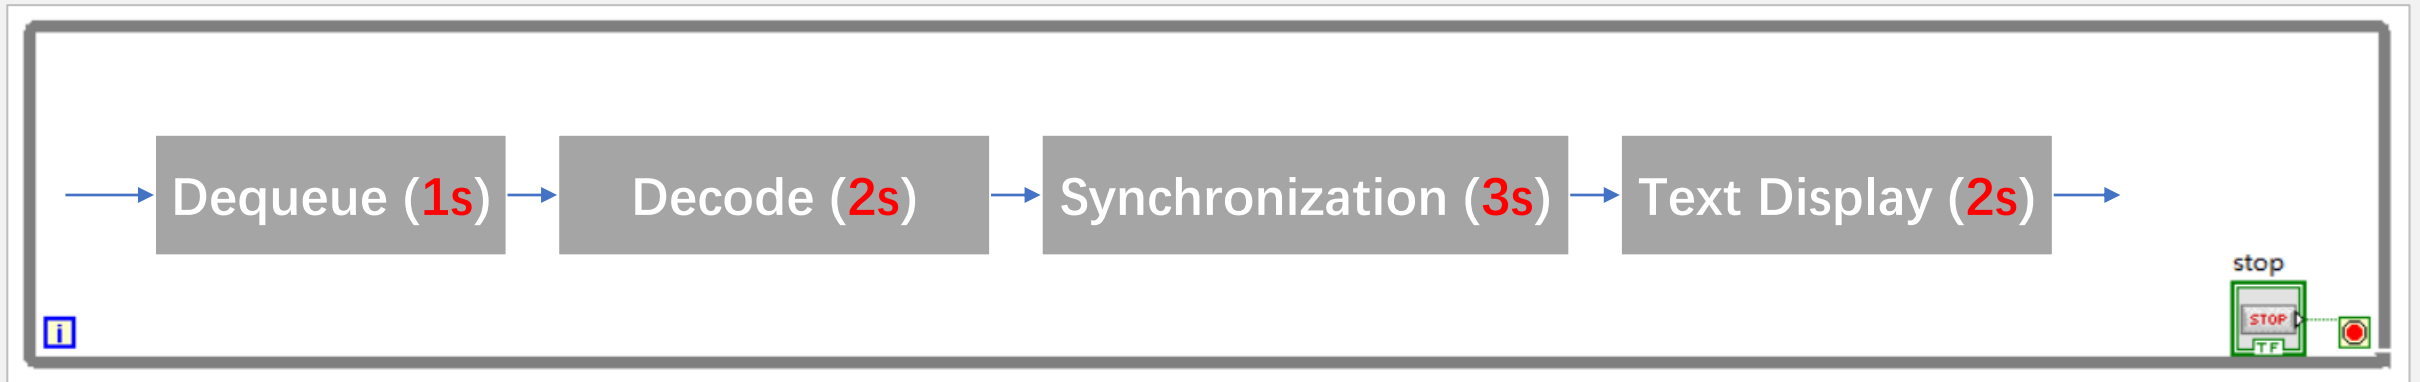 Dequeue (1s)
Decode (2s)
Synchronization (3s)
Text Display (2s)
stop
STOP
TF
i